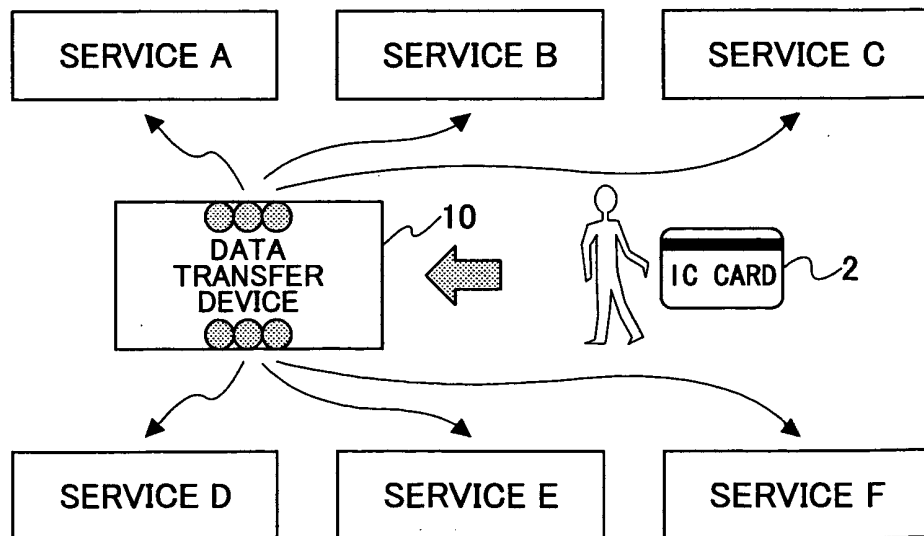 SERVICE A
SERVICE B
SERVICE C
10
DATA
TRANSFER
DEVICE
IC CARD
2
SERVICE D
SERVICE E
SERVICE F